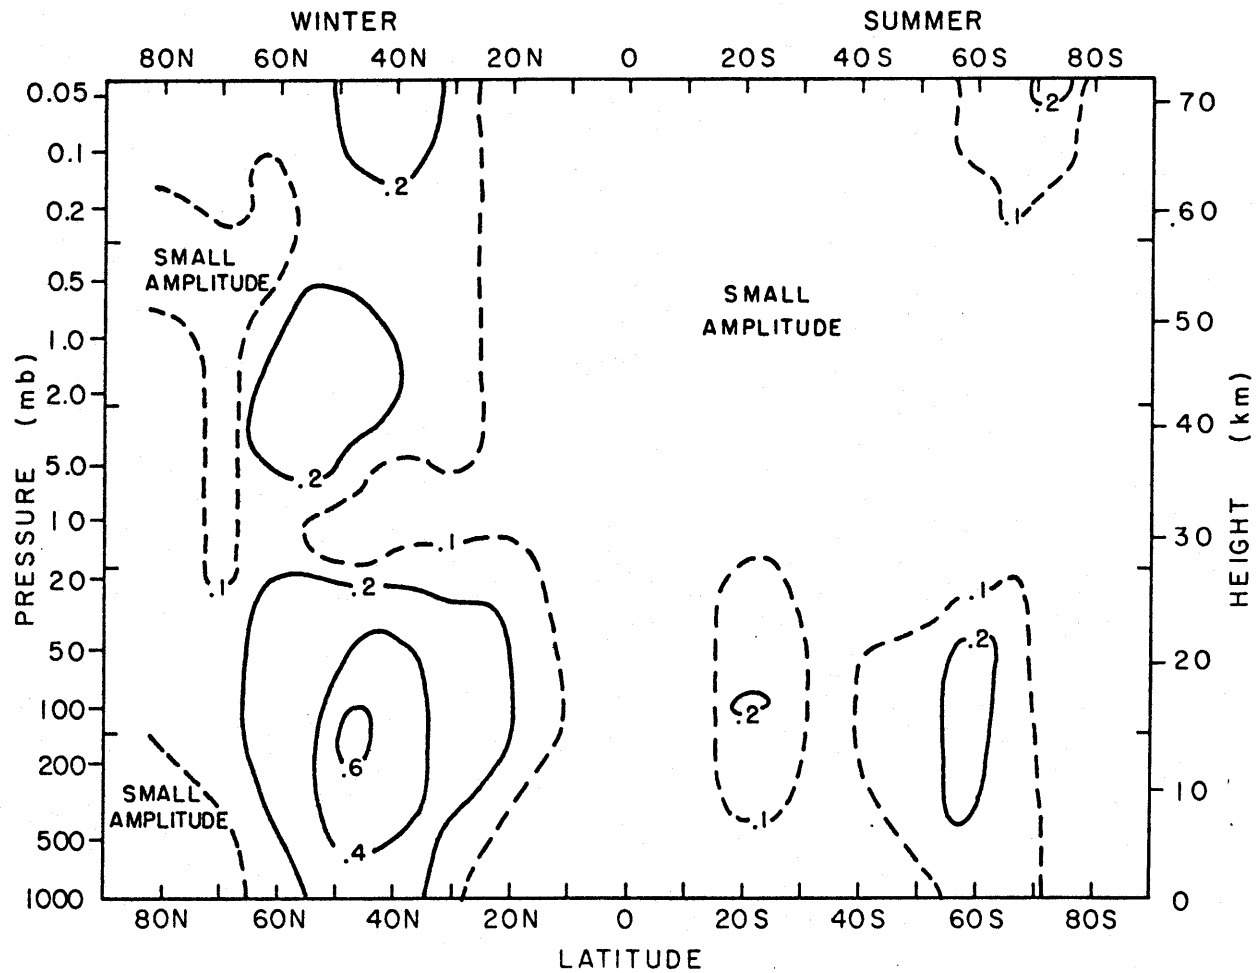 WINTER SUMMER
80N 60N 40N 20N 0 20S 40S 60S 80S
0.05 70
.2
.2
0.1
0.2 .1 .60
SMALL
AMPLITUDE
0.5
SMALL
AMPLITUDE
50
1.0
2.0
40
5.0
.2
10
.1 30
20 .1 .2 .1
.2
50 20
100
.2
200 .6
10
SMALL
AMPLITUDE
.1
500 .4
1000 0
80N 60N 40N 20N 0 20S 40S 60S 80S
LATITUDE
PRESSURE (mb)
HEIGHT (km)